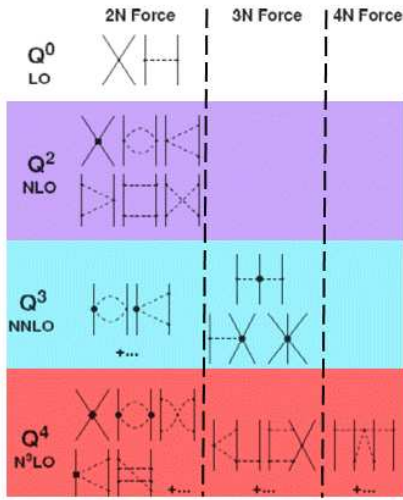 2N Force 3N Force 4N Force
Q⁰
LO
Q²
NLO
Q³
NNLO
+...
Q⁴
N³LO
+... +... +...